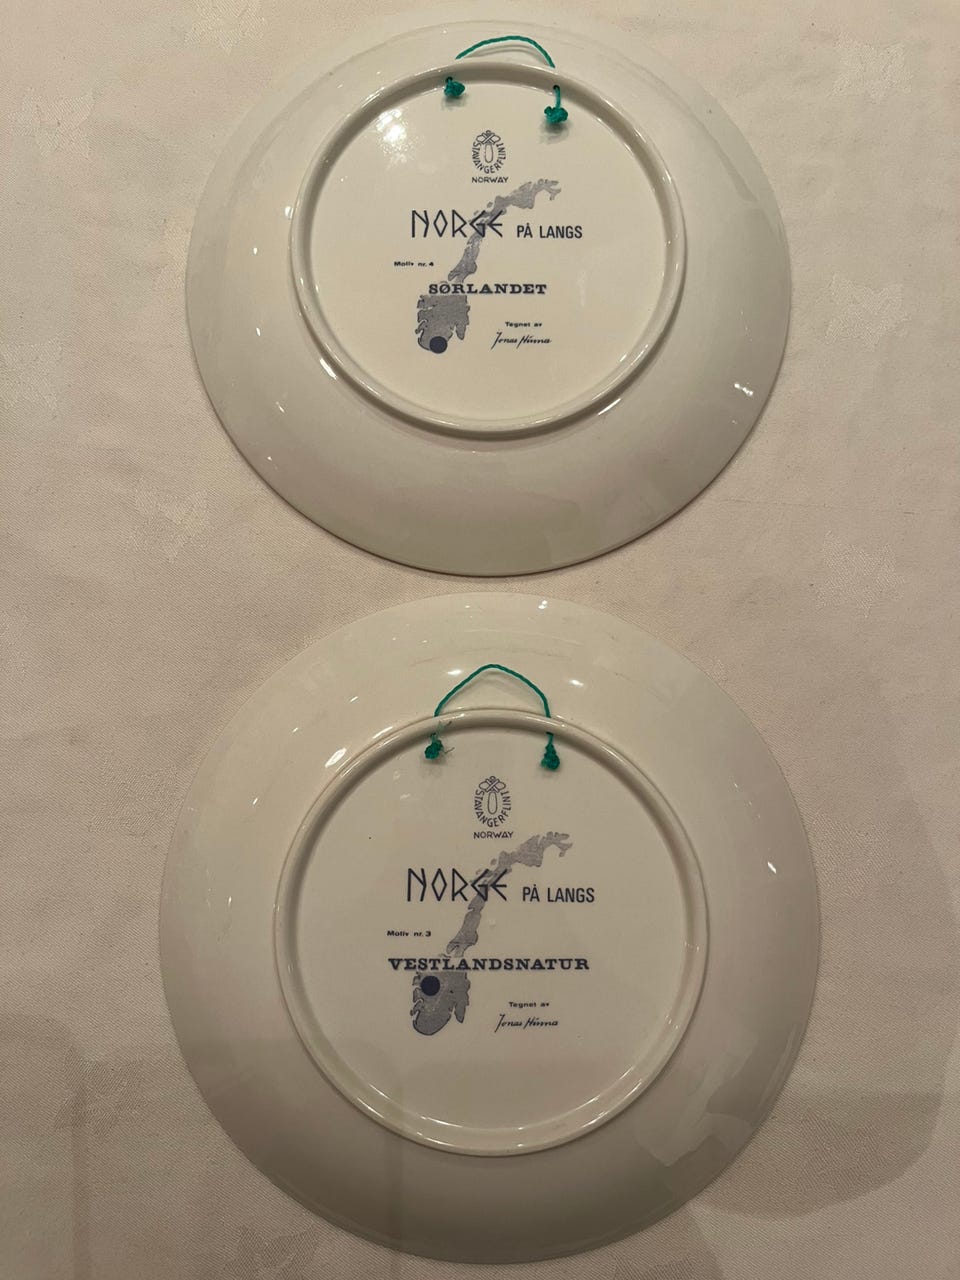 STAVANGERFLINT
NORWAY
NORGE PÅ LANGS
Motiv nr. 4
SØRLANDET
Tegnet av
Jonas Hinna
STAVANGERFLINT
NORWAY
NORGE PÅ LANGS
Motiv nr. 3
VESTLANDSNATUR
Tegnet av
Jonas Hinna